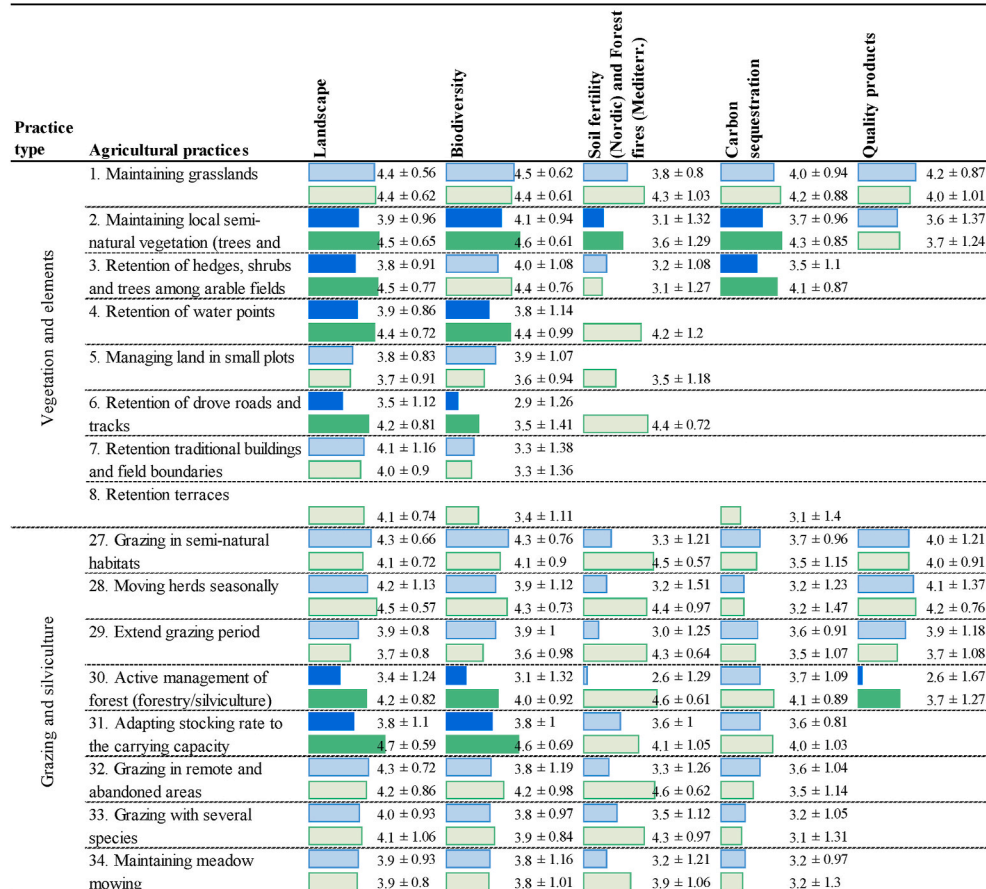 Practice type Agricultural practices Landscape Biodiversity Soil fertility (Nordic) and Forest fires (Mediterr.) Carbon sequestration Quality products
Vegetation and elements
1. Maintaining grasslands 4.4 ± 0.56 4.5 ± 0.62 3.8 ± 0.8 4.0 ± 0.94 4.2 ± 0.87
4.4 ± 0.62 4.4 ± 0.61 4.3 ± 1.03 4.2 ± 0.88 4.0 ± 1.01
2. Maintaining local semi- 3.9 ± 0.96 4.1 ± 0.94 3.1 ± 1.32 3.7 ± 0.96 3.6 ± 1.37
natural vegetation (trees and 4.5 ± 0.65 4.6 ± 0.61 3.6 ± 1.29 4.3 ± 0.85 3.7 ± 1.24
3. Retention of hedges, shrubs 3.8 ± 0.91 4.0 ± 1.08 3.2 ± 1.08 3.5 ± 1.1
and trees among arable fields 4.5 ± 0.77 4.4 ± 0.76 3.1 ± 1.27 4.1 ± 0.87
4. Retention of water points 3.9 ± 0.86 3.8 ± 1.14
4.4 ± 0.72 4.4 ± 0.99 4.2 ± 1.2
5. Managing land in small plots 3.8 ± 0.83 3.9 ± 1.07
3.7 ± 0.91 3.6 ± 0.94 3.5 ± 1.18
6. Retention of drove roads and 3.5 ± 1.12 2.9 ± 1.26
tracks 4.2 ± 0.81 3.5 ± 1.41 4.4 ± 0.72
7. Retention traditional buildings 4.1 ± 1.16 3.3 ± 1.38
and field boundaries 4.0 ± 0.9 3.3 ± 1.36
8. Retention terraces
4.1 ± 0.74 3.4 ± 1.11 3.1 ± 1.4
Grazing and silviculture
27. Grazing in semi-natural 4.3 ± 0.66 4.3 ± 0.76 3.3 ± 1.21 3.7 ± 0.96 4.0 ± 1.21
habitats 4.1 ± 0.72 4.1 ± 0.9 4.5 ± 0.57 3.5 ± 1.15 4.0 ± 0.91
28. Moving herds seasonally 4.2 ± 1.13 3.9 ± 1.12 3.2 ± 1.51 3.2 ± 1.23 4.1 ± 1.37
4.5 ± 0.57 4.3 ± 0.73 4.4 ± 0.97 3.2 ± 1.47 4.2 ± 0.76
29. Extend grazing period 3.9 ± 0.8 3.9 ± 1 3.0 ± 1.25 3.6 ± 0.91 3.9 ± 1.18
3.7 ± 0.8 3.6 ± 0.98 4.3 ± 0.64 3.5 ± 1.07 3.7 ± 1.08
30. Active management of 3.4 ± 1.24 3.1 ± 1.32 2.6 ± 1.29 3.7 ± 1.09 2.6 ± 1.67
forest (forestry/silviculture) 4.2 ± 0.82 4.0 ± 0.92 4.6 ± 0.61 4.1 ± 0.89 3.7 ± 1.27
31. Adapting stocking rate to 3.8 ± 1.1 3.8 ± 1 3.6 ± 1 3.6 ± 0.81
the carrying capacity 4.7 ± 0.59 4.6 ± 0.69 4.1 ± 1.05 4.0 ± 1.03
32. Grazing in remote and 4.3 ± 0.72 3.8 ± 1.19 3.3 ± 1.26 3.6 ± 1.04
abandoned areas 4.2 ± 0.86 4.2 ± 0.98 4.6 ± 0.62 3.5 ± 1.14
33. Grazing with several 4.0 ± 0.93 3.8 ± 0.97 3.5 ± 1.12 3.2 ± 1.05
species 4.1 ± 1.06 3.9 ± 0.84 4.3 ± 0.97 3.1 ± 1.31
34. Maintaining meadow 3.9 ± 0.93 3.8 ± 1.16 3.2 ± 1.21 3.2 ± 0.97
mowing 3.9 ± 0.8 3.8 ± 1.01 3.9 ± 1.06 3.2 ± 1.3